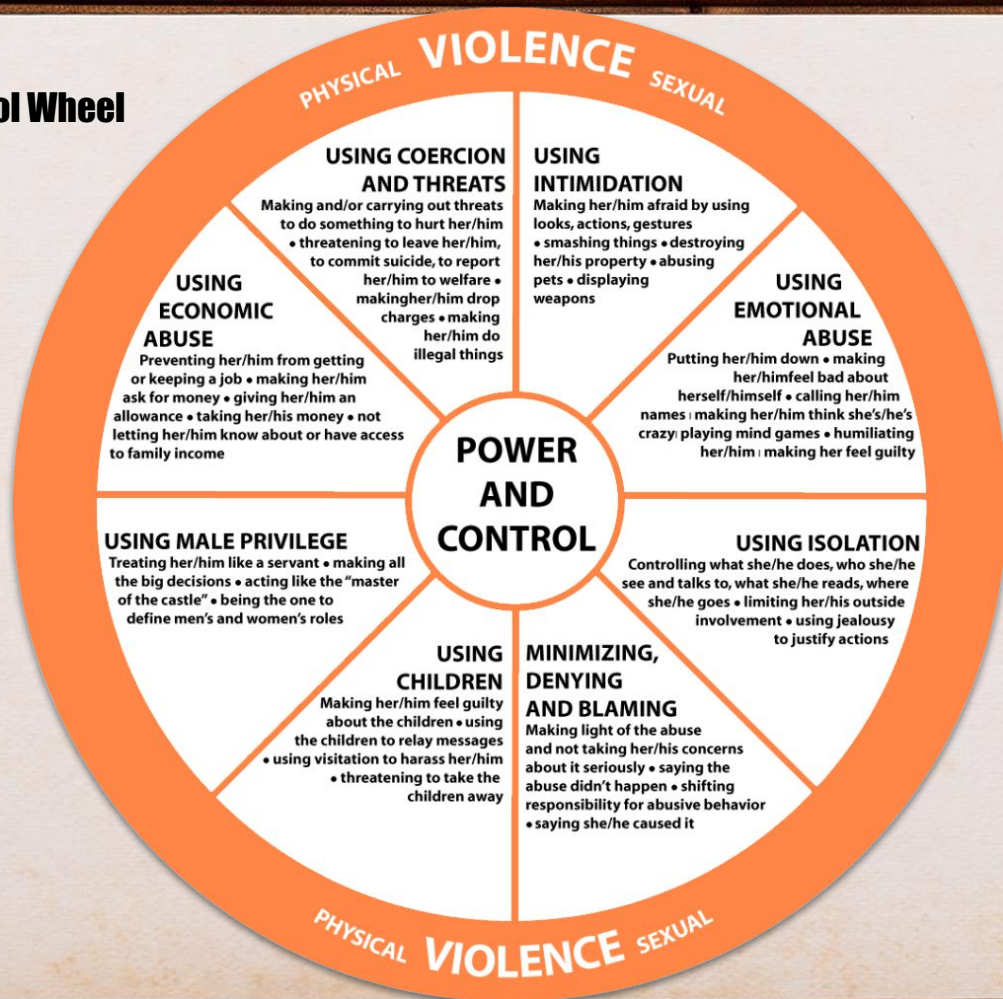 ol Wheel
PHYSICAL VIOLENCE SEXUAL
USING COERCION
AND THREATS
Making and/or carrying out threats
to do something to hurt her/him
• threatening to leave her/him,
to commit suicide, to report
her/him to welfare •
makingher/him drop
charges • making
her/him do
illegal things
USING
INTIMIDATION
Making her/him afraid by using
looks, actions, gestures
• smashing things • destroying
her/his property • abusing
pets • displaying
weapons
USING
ECONOMIC
ABUSE
Preventing her/him from getting
or keeping a job • making her/him
ask for money • giving her/him an
allowance • taking her/his money • not
letting her/him know about or have access
to family income
USING
EMOTIONAL
ABUSE
Putting her/him down • making
her/himfeel bad about
herself/himself • calling her/him
names making her/him think she's/he's
crazy playing mind games • humiliating
her/him making her feel guilty
POWER
AND
CONTROL
USING MALE PRIVILEGE
Treating her/him like a servant • making all
the big decisions • acting like the "master
of the castle" • being the one to
define men's and women's roles
USING ISOLATION
Controlling what she/he does, who she/he
see and talks to, what she/he reads, where
she/he goes • limiting her/his outside
involvement • using jealousy
to justify actions
USING
CHILDREN
Making her/him feel guilty
about the children • using
the children to relay messages
• using visitation to harass her/him
• threatening to take the
children away
MINIMIZING,
DENYING
AND BLAMING
Making light of the abuse
and not taking her/his concerns
about it seriously • saying the
abuse didn't happen • shifting
responsibility for abusive behavior
• saying she/he caused it
PHYSICAL VIOLENCE SEXUAL